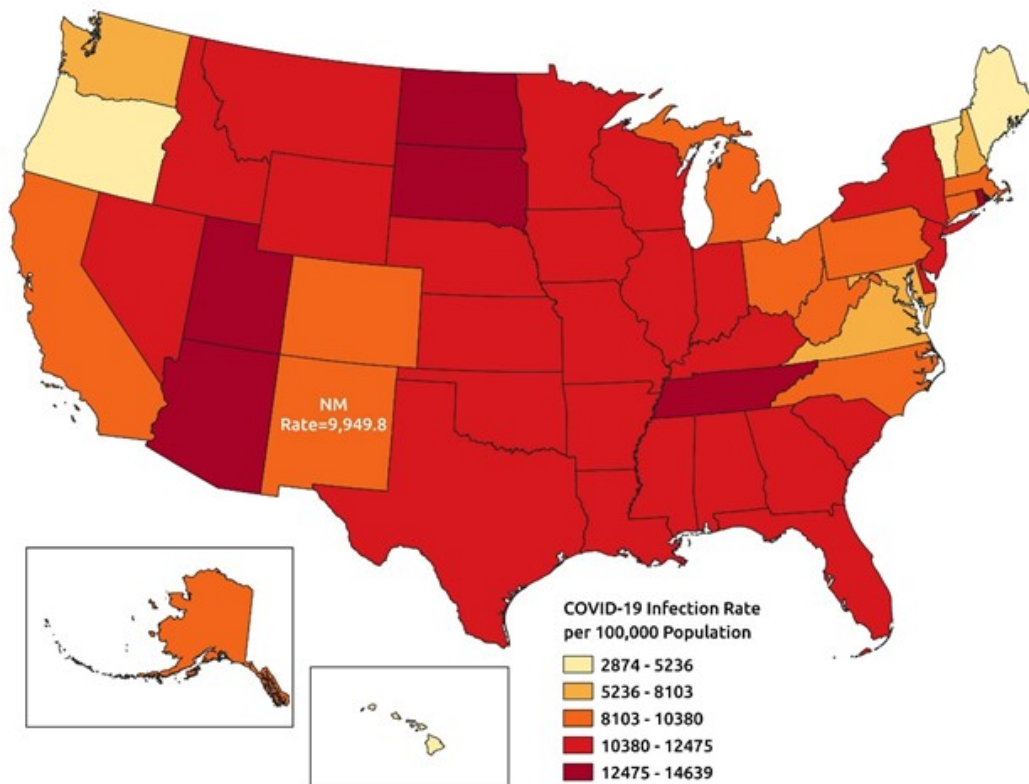 NM
Rate=9,949.8
COVID-19 Infection Rate
per 100,000 Population
2874 - 5236
5236 - 8103
8103 - 10380
10380 - 12475
12475 - 14639